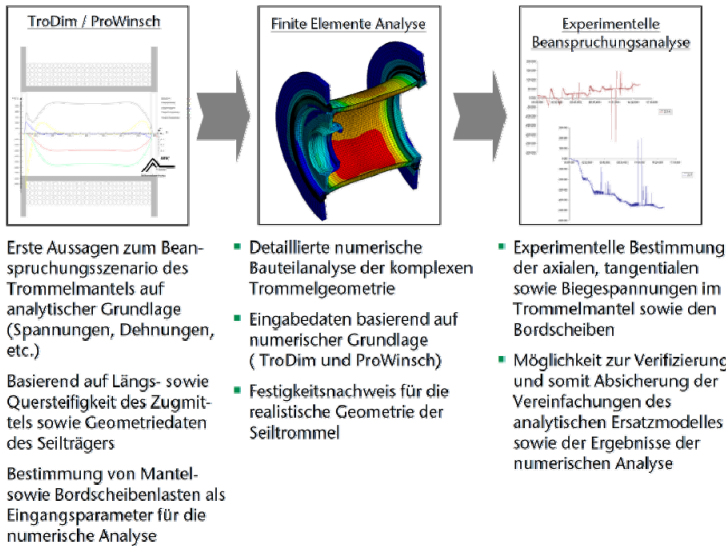 TroDim / ProWinsch
Finite Elemente Analyse
Experimentelle
Beanspruchungsanalyse
Erste Aussagen zum Bean-
spruchungsszenario des
Trommelmantels auf
analytischer Grundlage
(Spannungen, Dehnungen,
etc.)
Basierend auf Längs- sowie
Quersteifigkeit des Zugmit-
tels sowie Geometriedaten
des Seilträgers
Bestimmung von Mantel-
sowie Bordscheibenlasten als
Eingangsparameter für die
numerische Analyse
Detaillierte numerische
Bauteilanalyse der komplexen
Trommelgeometrie
Eingabedaten basierend auf
numerischer Grundlage
( TroDim und ProWinsch)
Festigkeitsnachweis für die
realistische Geometrie der
Seiltrommel
Experimentelle Bestimmung
der axialen, tangentialen
sowie Biegespannungen im
Trommelmantel sowie den
Bordscheiben
Möglichkeit zur Verifizierung
und somit Absicherung der
Vereinfachungen des
analytischen Ersatzmodelles
sowie der Ergebnisse der
numerischen Analyse